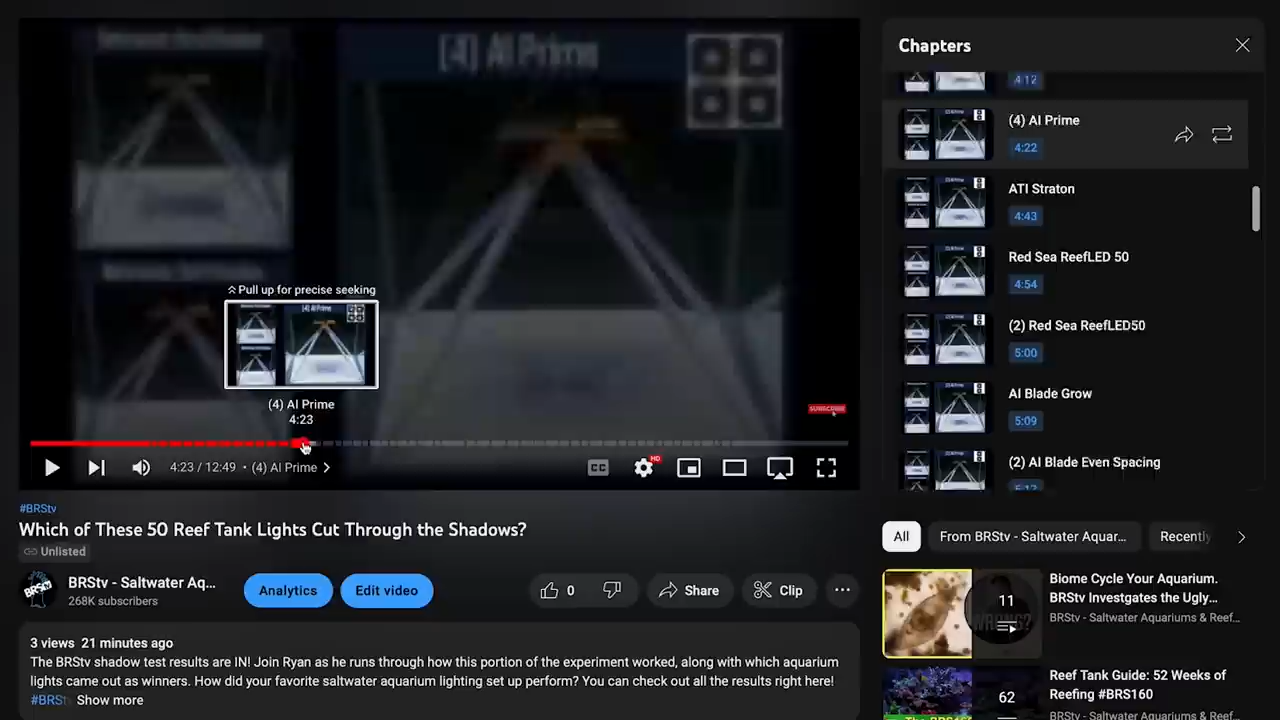 (4) AI Prime
Pull up for precise seeking
(4) AI Prime
4:23
SUBSCRIBE
4:23 / 12:49 • (4) AI Prime
CC
HD
#BRStv
Which of These 50 Reef Tank Lights Cut Through the Shadows?
Unlisted
BRStv
BRStv - Saltwater Aq...
268K subscribers
Analytics
Edit video
0
Share
Clip
3 views 21 minutes ago
The BRStv shadow test results are IN! Join Ryan as he runs through how this portion of the experiment worked, along with which aquarium
lights came out as winners. How did your favorite saltwater aquarium lighting set up perform? You can check out all the results right here!
#BRSt Show more
Chapters
4:12
(4) AI Prime
4:22
ATI Straton
4:43
Red Sea ReefLED 50
4:54
(2) Red Sea ReefLED50
5:00
AI Blade Grow
5:09
(2) AI Blade Even Spacing
5:12
All
From BRStv - Saltwater Aquar...
Recently
11
Biome Cycle Your Aquarium.
BRStv Investgates the Ugly...
BRStv - Saltwater Aquariums & Reef...
62
Reef Tank Guide: 52 Weeks of
Reefing #BRS160
BRStv - Saltwater Aquariums & Reef...